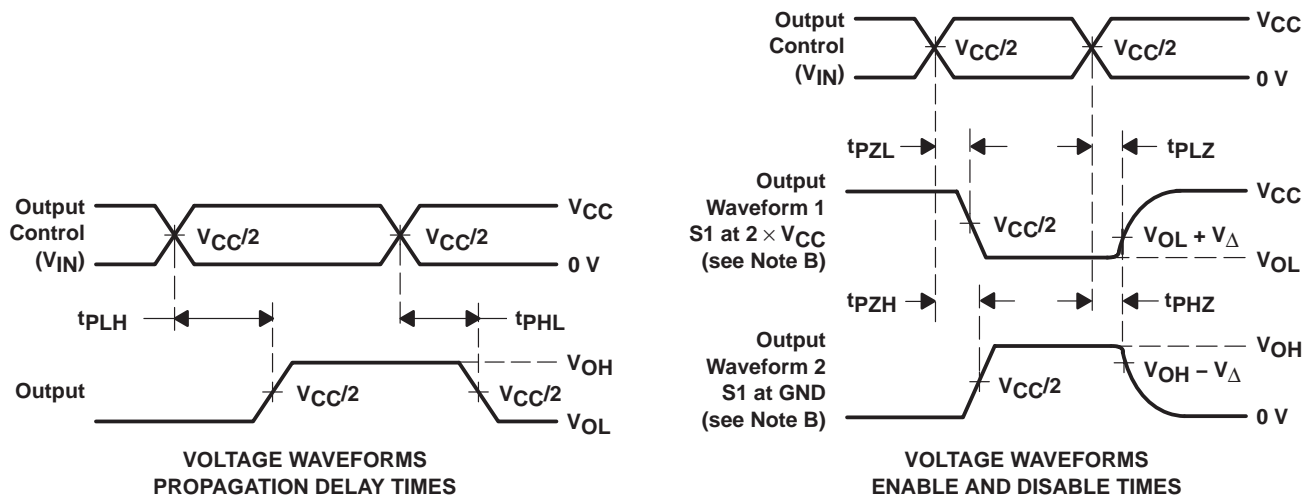 Output
Control
(VIN)
VCC/2
VCC/2
VCC
0 V
tPLH
tPHL
Output
VCC/2
VCC/2
VOH
VOL
VOLTAGE WAVEFORMS
PROPAGATION DELAY TIMES
Output
Control
(VIN)
VCC/2
VCC/2
VCC
0 V
tPZL
tPLZ
Output
Waveform 1
S1 at 2 × VCC
(see Note B)
VCC/2
VCC
VOL + VΔ
VOL
tPZH
tPHZ
Output
Waveform 2
S1 at GND
(see Note B)
VCC/2
VOH
VOH − VΔ
0 V
VOLTAGE WAVEFORMS
ENABLE AND DISABLE TIMES